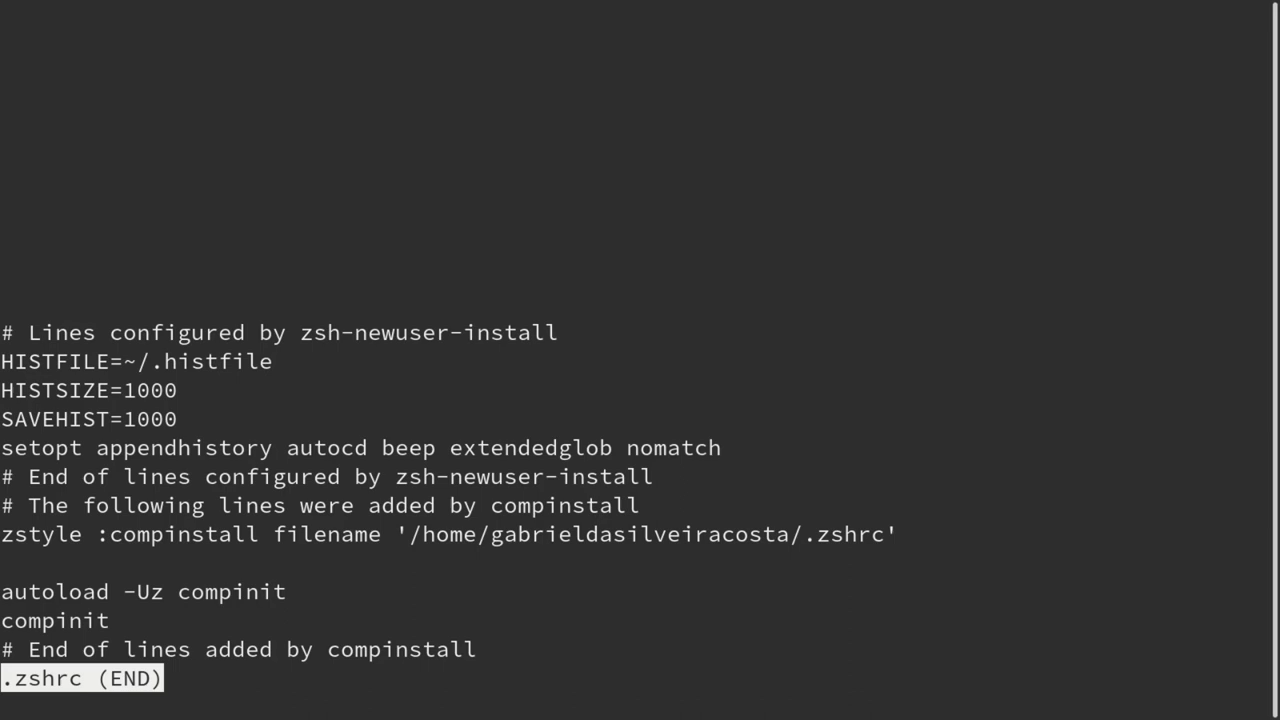 # Lines configured by zsh-newuser-install
HISTFILE=~/.histfile
HISTSIZE=1000
SAVEHIST=1000
setopt appendhistory autocd beep extendedglob nomatch
# End of lines configured by zsh-newuser-install
# The following lines were added by compinstall
zstyle :compinstall filename '/home/gabrieldasilveiracosta/.zshrc'
autoload -Uz compinit
compinit
# End of lines added by compinstall
.zshrc (END)